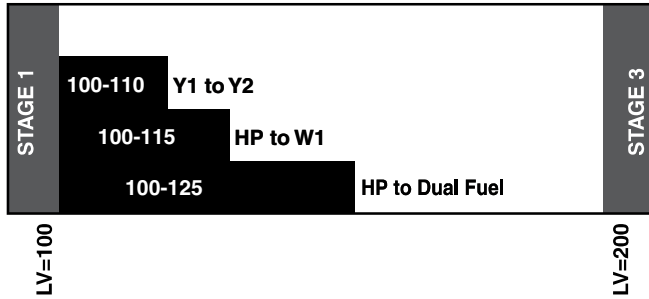 STAGE 1
STAGE 3
100-110 Y1 to Y2
100-115 HP to W1
100-125 HP to Dual Fuel
LV=100
LV=200